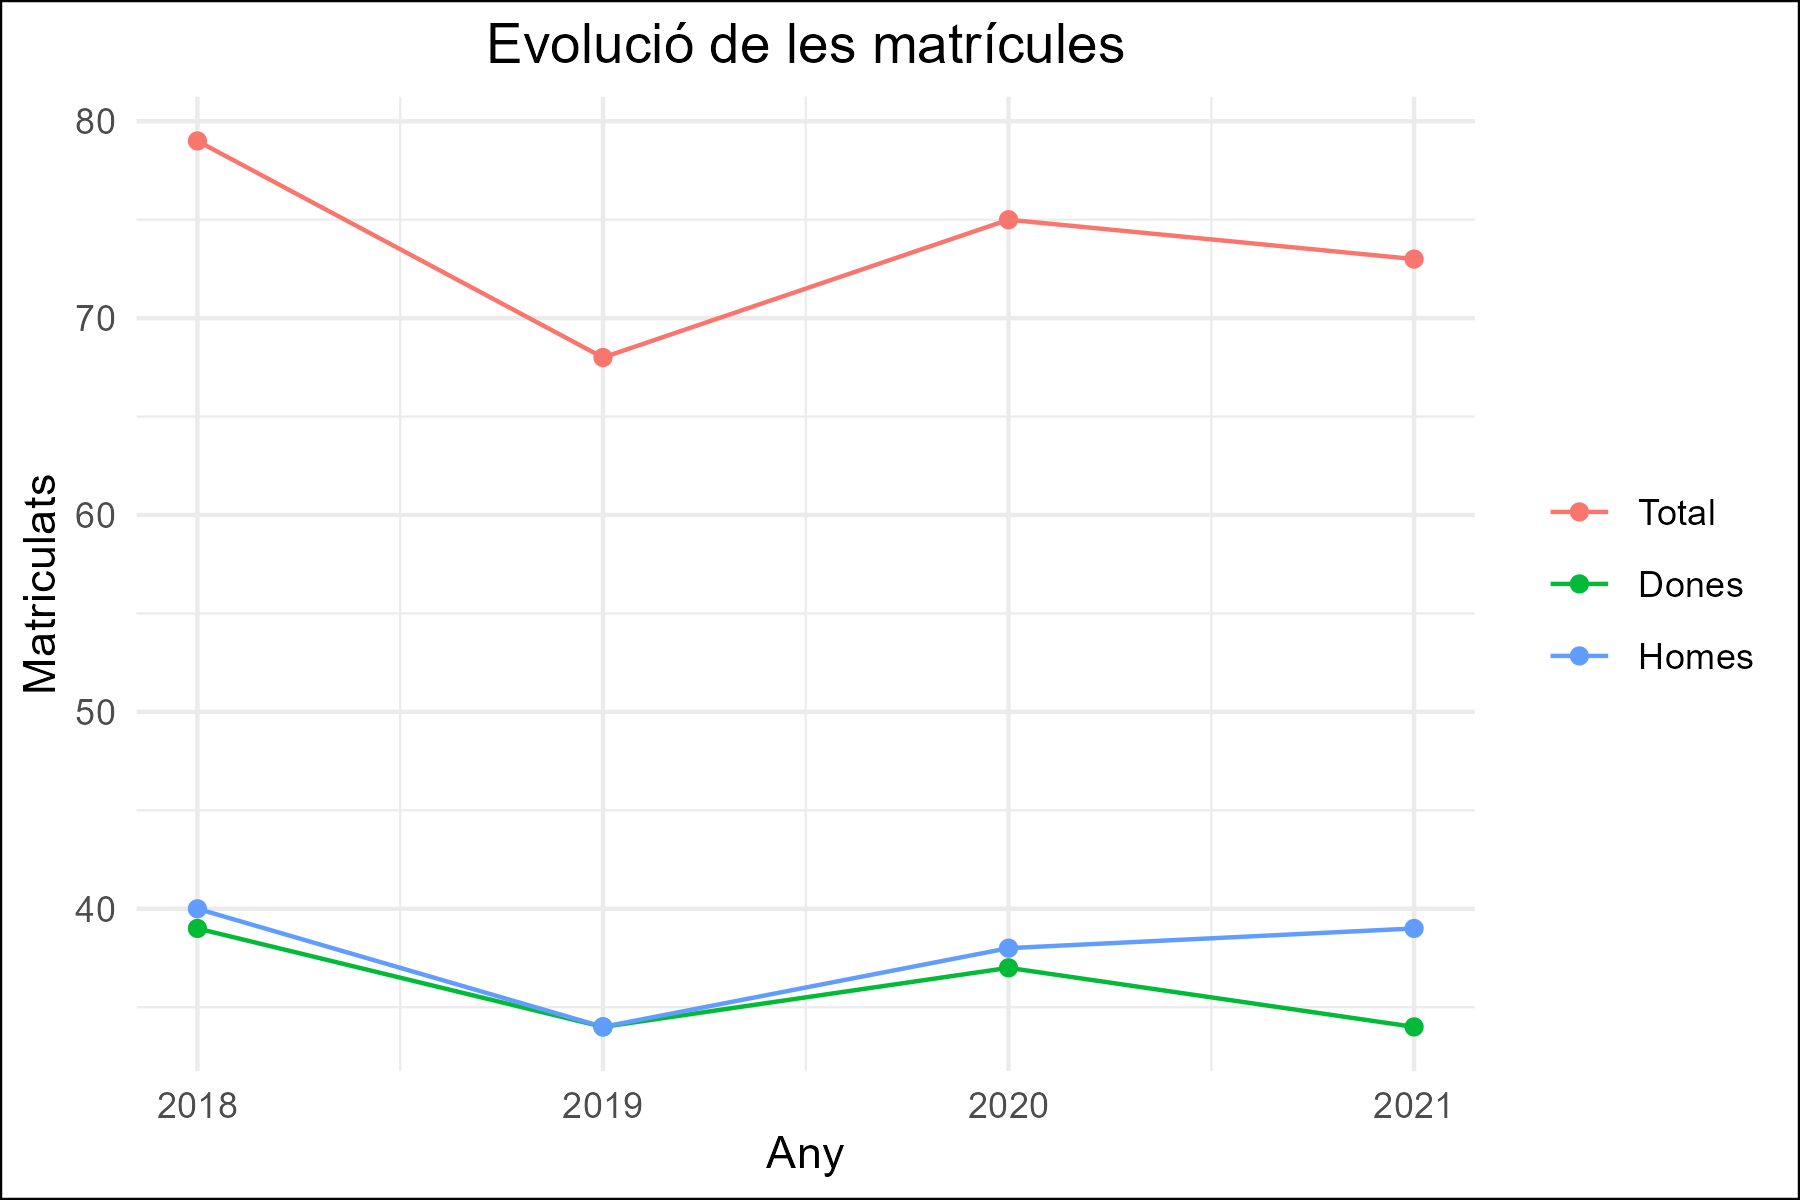 Evolució de les matrícules
80
70
60
50
40
Matriculats
2018 2019 2020 2021
Any
Total
Dones
Homes